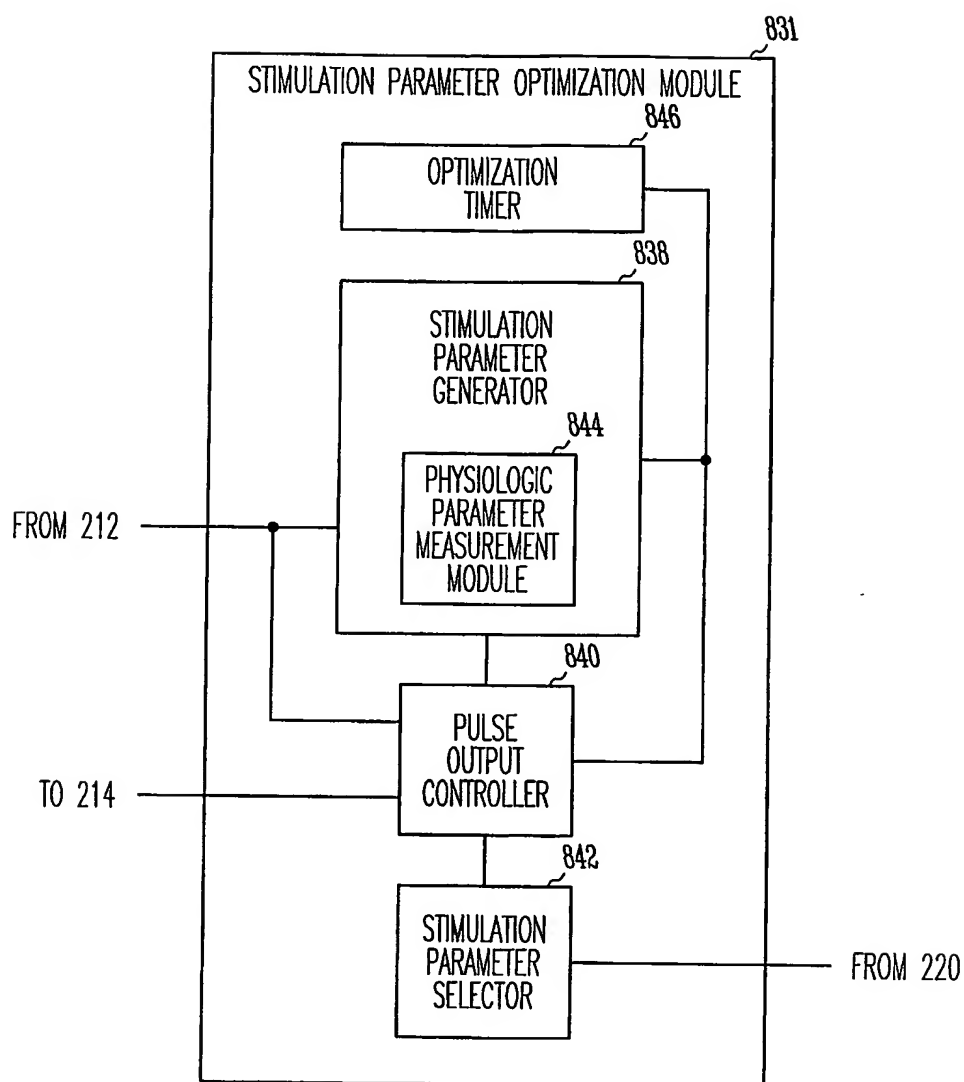 831
STIMULATION PARAMETER OPTIMIZATION MODULE
846
OPTIMIZATION
TIMER
838
STIMULATION
PARAMETER
GENERATOR
844
PHYSIOLOGIC
PARAMETER
MEASUREMENT
MODULE
FROM 212
840
PULSE
OUTPUT
CONTROLLER
TO 214
842
STIMULATION
PARAMETER
SELECTOR
FROM 220